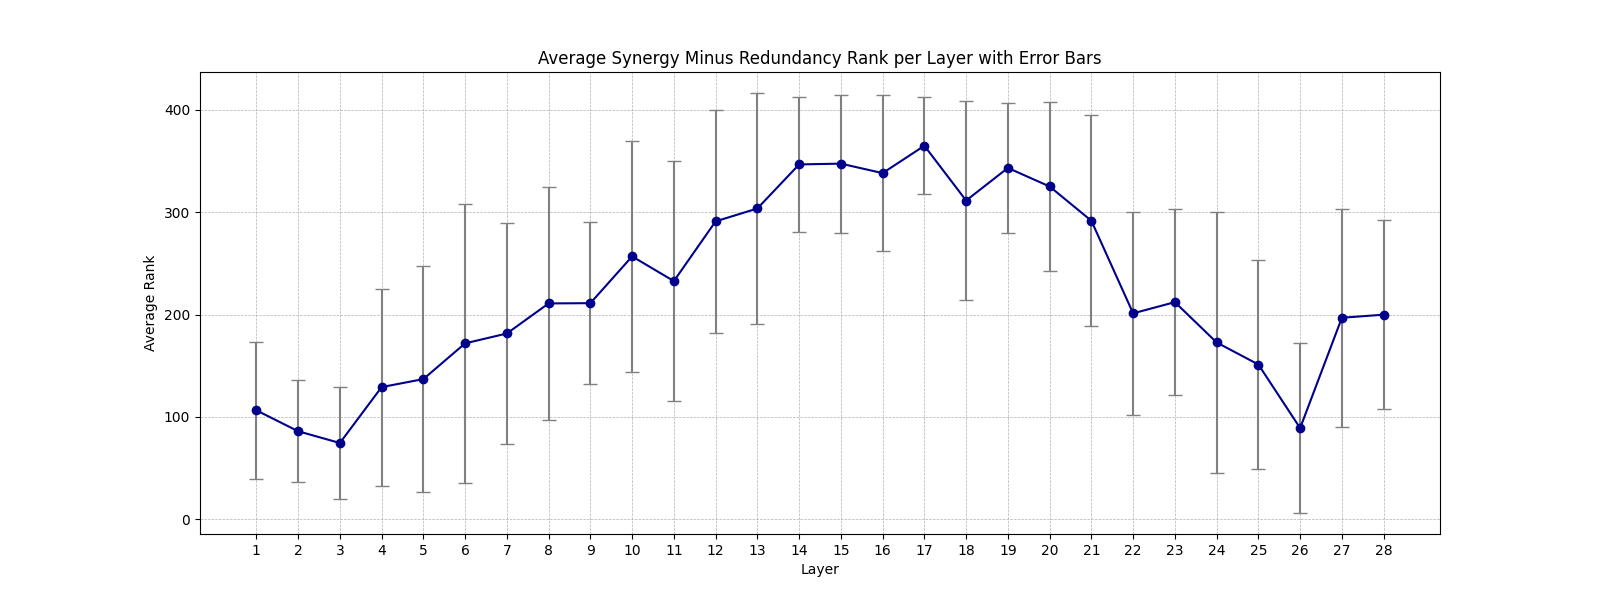 Average Synergy Minus Redundancy Rank per Layer with Error Bars
400
300
200
100
0
Average Rank
1 2 3 4 5 6 7 8 9 10 11 12 13 14 15 16 17 18 19 20 21 22 23 24 25 26 27 28
Layer